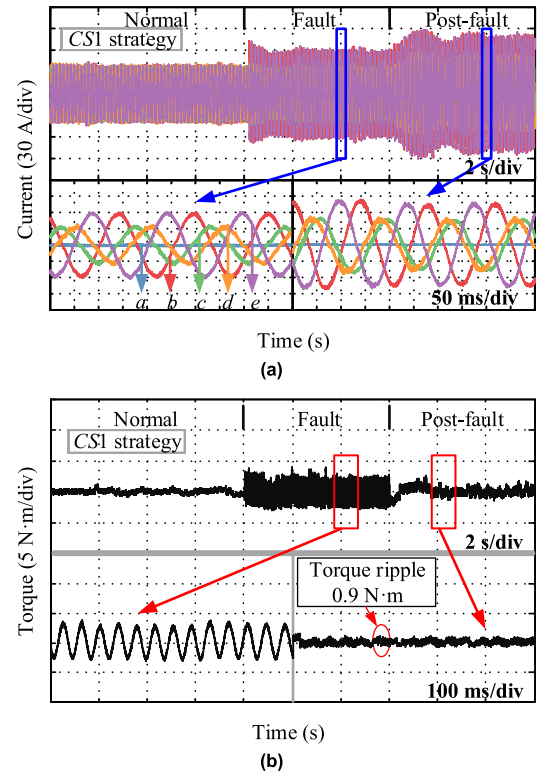 Normal Fault Post-fault
CS1 strategy
Current (30 A/div)
2 s/div
a b c d e
50 ms/div
Time (s)
(a)
Normal Fault Post-fault
CS1 strategy
Torque (5 N·m/div)
2 s/div
Torque ripple
0.9 N·m
100 ms/div
Time (s)
(b)